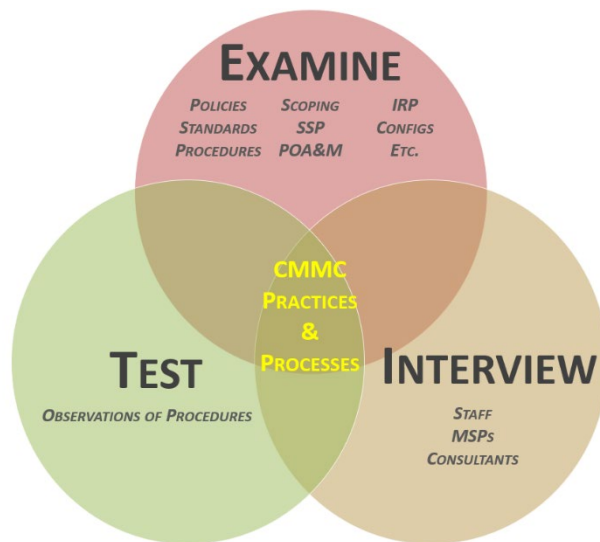 EXAMINE
POLICIES SCOPING IRP
STANDARDS SSP CONFIGS
PROCEDURES POA&M ETC.
CMMC
PRACTICES
&
PROCESSES
TEST
OBSERVATIONS OF PROCEDURES
INTERVIEW
STAFF
MSPS
CONSULTANTS